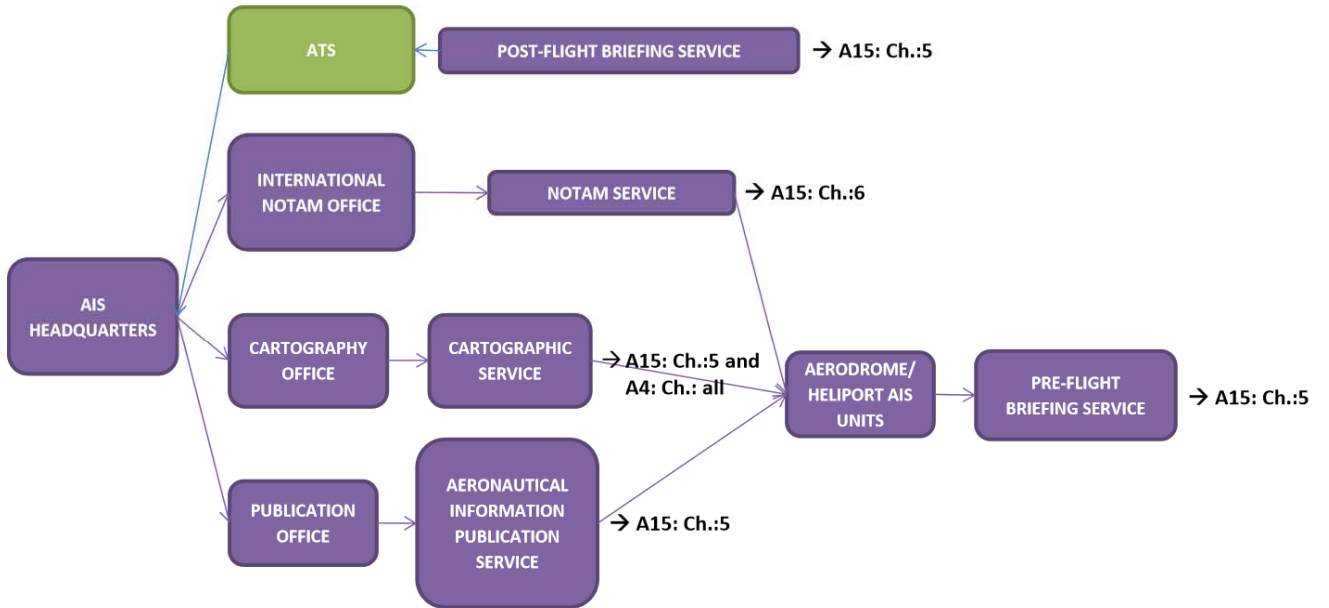 ATS
POST-FLIGHT BRIEFING SERVICE
→ A15: Ch.:5
INTERNATIONAL
NOTAM OFFICE
NOTAM SERVICE
→ A15: Ch.:6
AIS
HEADQUARTERS
CARTOGRAPHY
OFFICE
CARTOGRAPHIC
SERVICE
→ A15: Ch.:5 and
A4: Ch.: all
AERODROME/
HELIPORT AIS
UNITS
PRE-FLIGHT
BRIEFING SERVICE
→ A15: Ch.:5
PUBLICATION
OFFICE
AERONAUTICAL
INFORMATION
PUBLICATION
SERVICE
→ A15: Ch.:5